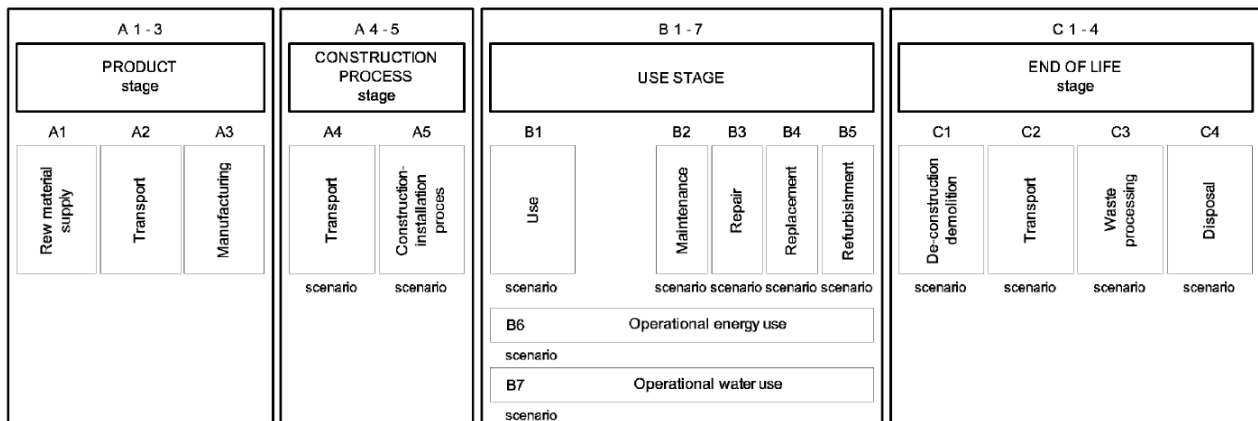 A 1 - 3
PRODUCT
stage
A1
A2
A3
Rew material
supply
Transport
Manufacturing
A 4 - 5
CONSTRUCTION
PROCESS
stage
A4
A5
Transport
Construction-
installation
proces
scenario
scenario
B 1 - 7
USE STAGE
B1
B2
B3
B4
B5
Use
Maintenance
Repair
Replacement
Refurbishment
scenario
scenario
scenario
scenario
scenario
B6
Operational energy use
scenario
B7
Operational water use
scenario
C 1 - 4
END OF LIFE
stage
C1
C2
C3
C4
De-construction
demolition
Transport
Waste
processing
Disposal
scenario
scenario
scenario
scenario